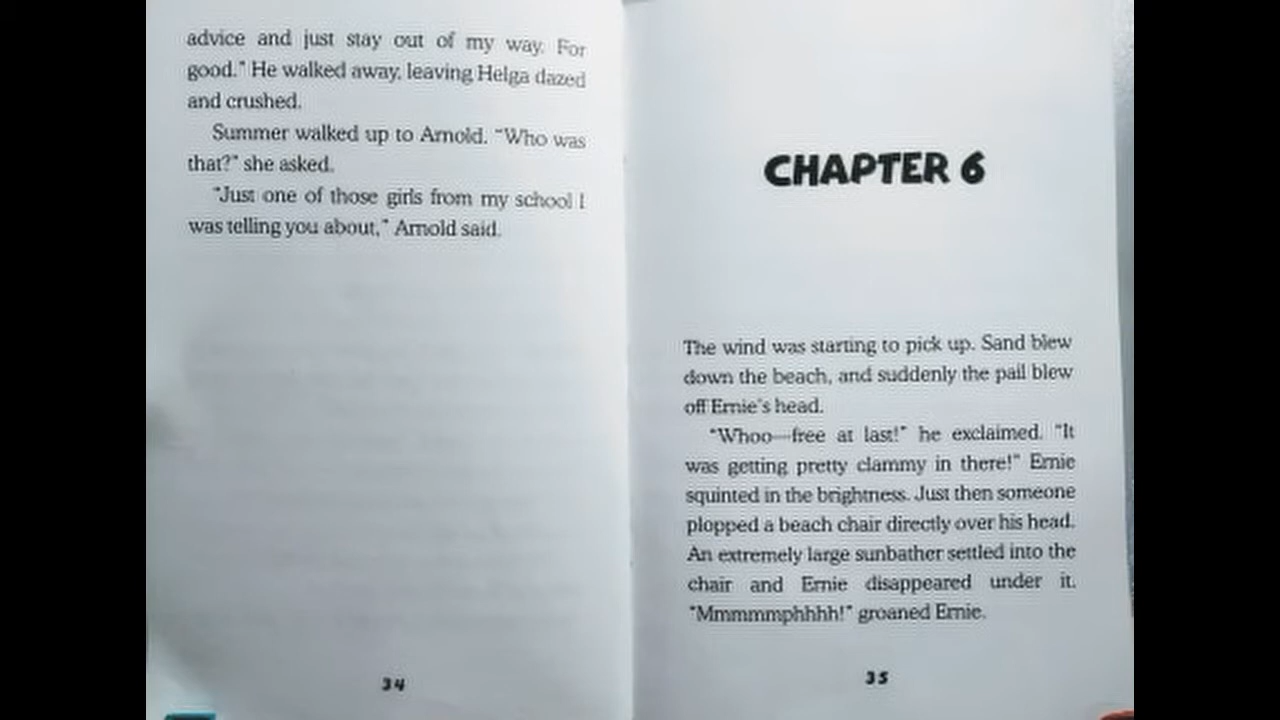 advice and just stay out of my way. For
good." He walked away, leaving Helga dazed
and crushed.
Summer walked up to Arnold. "Who was
that?" she asked.
"Just one of those girls from my school I
was telling you about," Arnold said.
34
CHAPTER 6
The wind was starting to pick up. Sand blew
down the beach, and suddenly the pail blew
off Ernie's head.
"Whoo—free at last!" he exclaimed. "It
was getting pretty clammy in there!" Ernie
squinted in the brightness. Just then someone
plopped a beach chair directly over his head.
An extremely large sunbather settled into the
chair and Ernie disappeared under it.
"Mmmmmphhhh!" groaned Ernie.
35